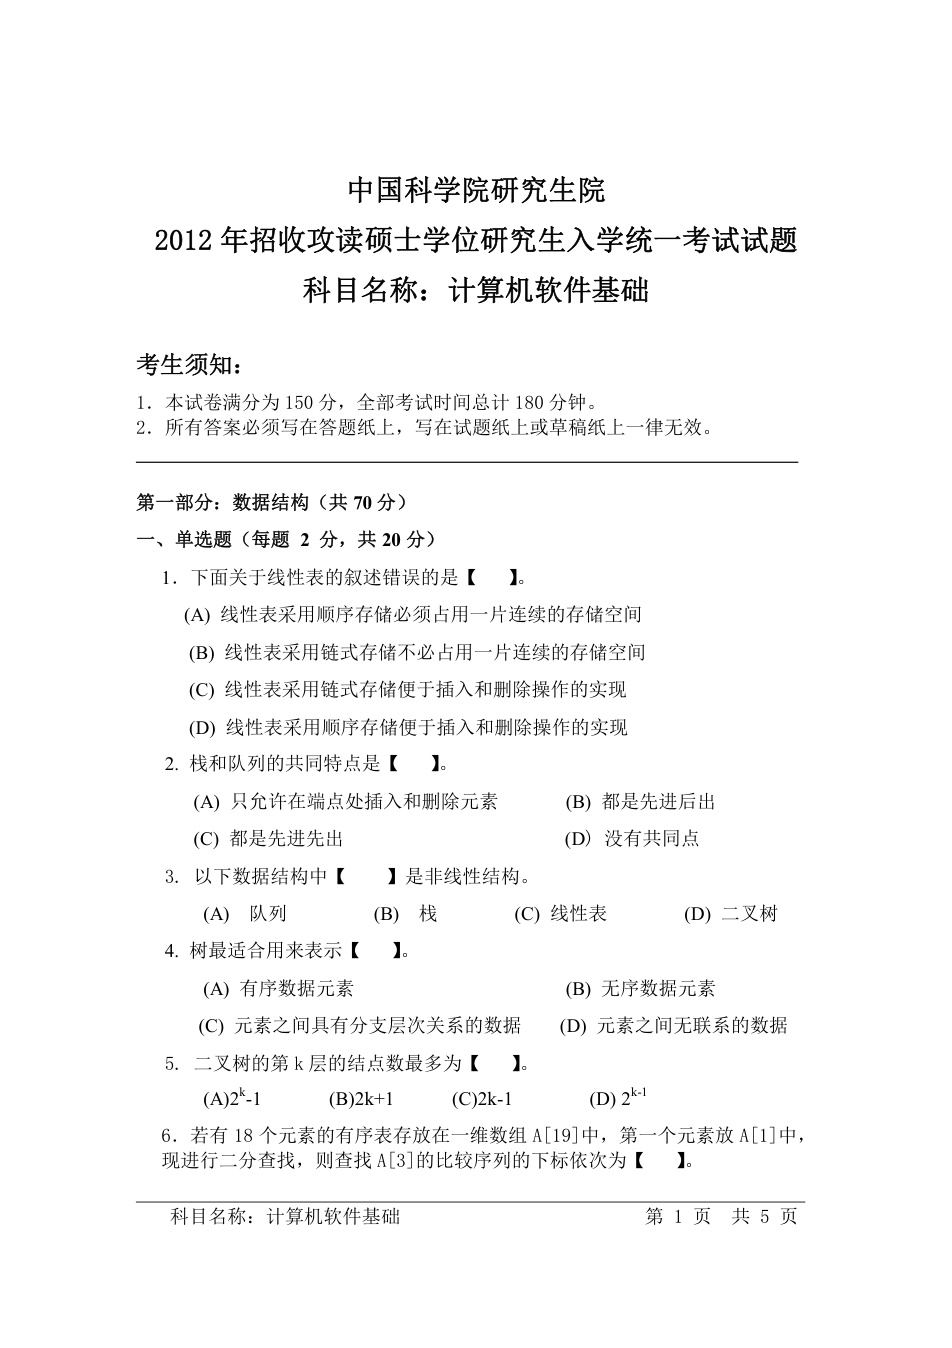 中国科学院研究生院
2012 年招收攻读硕士学位研究生入学统一考试试题
科目名称：计算机软件基础
考生须知：
1．本试卷满分为 150 分，全部考试时间总计 180 分钟。
2．所有答案必须写在答题纸上，写在试题纸上或草稿纸上一律无效。
第一部分：数据结构（共 70 分）
一、单选题（每题 2 分，共 20 分）
1．下面关于线性表的叙述错误的是【 】。
(A) 线性表采用顺序存储必须占用一片连续的存储空间
(B) 线性表采用链式存储不必占用一片连续的存储空间
(C) 线性表采用链式存储便于插入和删除操作的实现
(D) 线性表采用顺序存储便于插入和删除操作的实现
2. 栈和队列的共同特点是【 】。
(A) 只允许在端点处插入和删除元素 (B) 都是先进后出
(C) 都是先进先出 (D）没有共同点
3. 以下数据结构中【 】是非线性结构。
(A) 队列 (B) 栈 (C) 线性表 (D) 二叉树
4. 树最适合用来表示【 】。
(A) 有序数据元素 (B) 无序数据元素
(C) 元素之间具有分支层次关系的数据 (D) 元素之间无联系的数据
5. 二叉树的第 k 层的结点数最多为【 】。
(A)2^k-1 (B)2k+1 (C)2k-1 (D) 2^k-1
6．若有 18 个元素的有序表存放在一维数组 A[19]中，第一个元素放 A[1]中，
现进行二分查找，则查找 A[3]的比较序列的下标依次为【 】。
科目名称：计算机软件基础 第 1 页 共 5 页